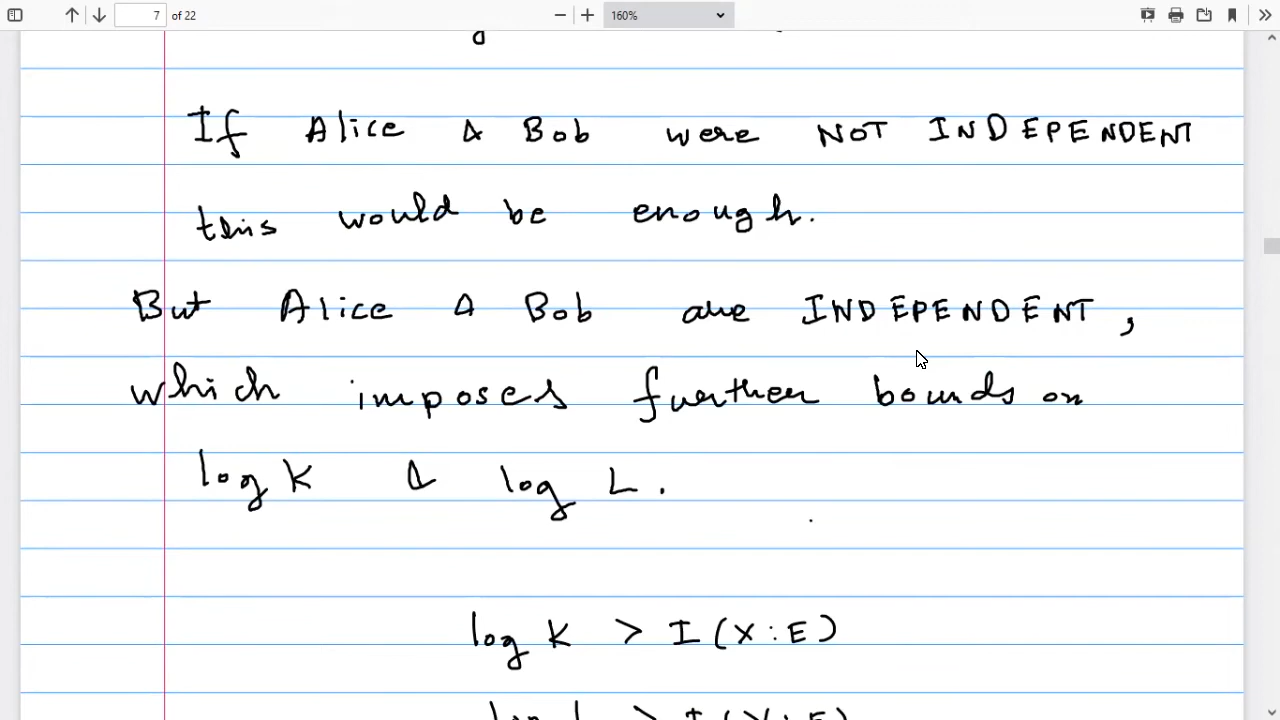 7 of 22 160%
If Alice & Bob were NOT INDEPENDENT
this would be enough.
But Alice & Bob are INDEPENDENT,
which imposes further bounds on
log K & log L.
log K > I(X:E)
log L > I(Y:E)